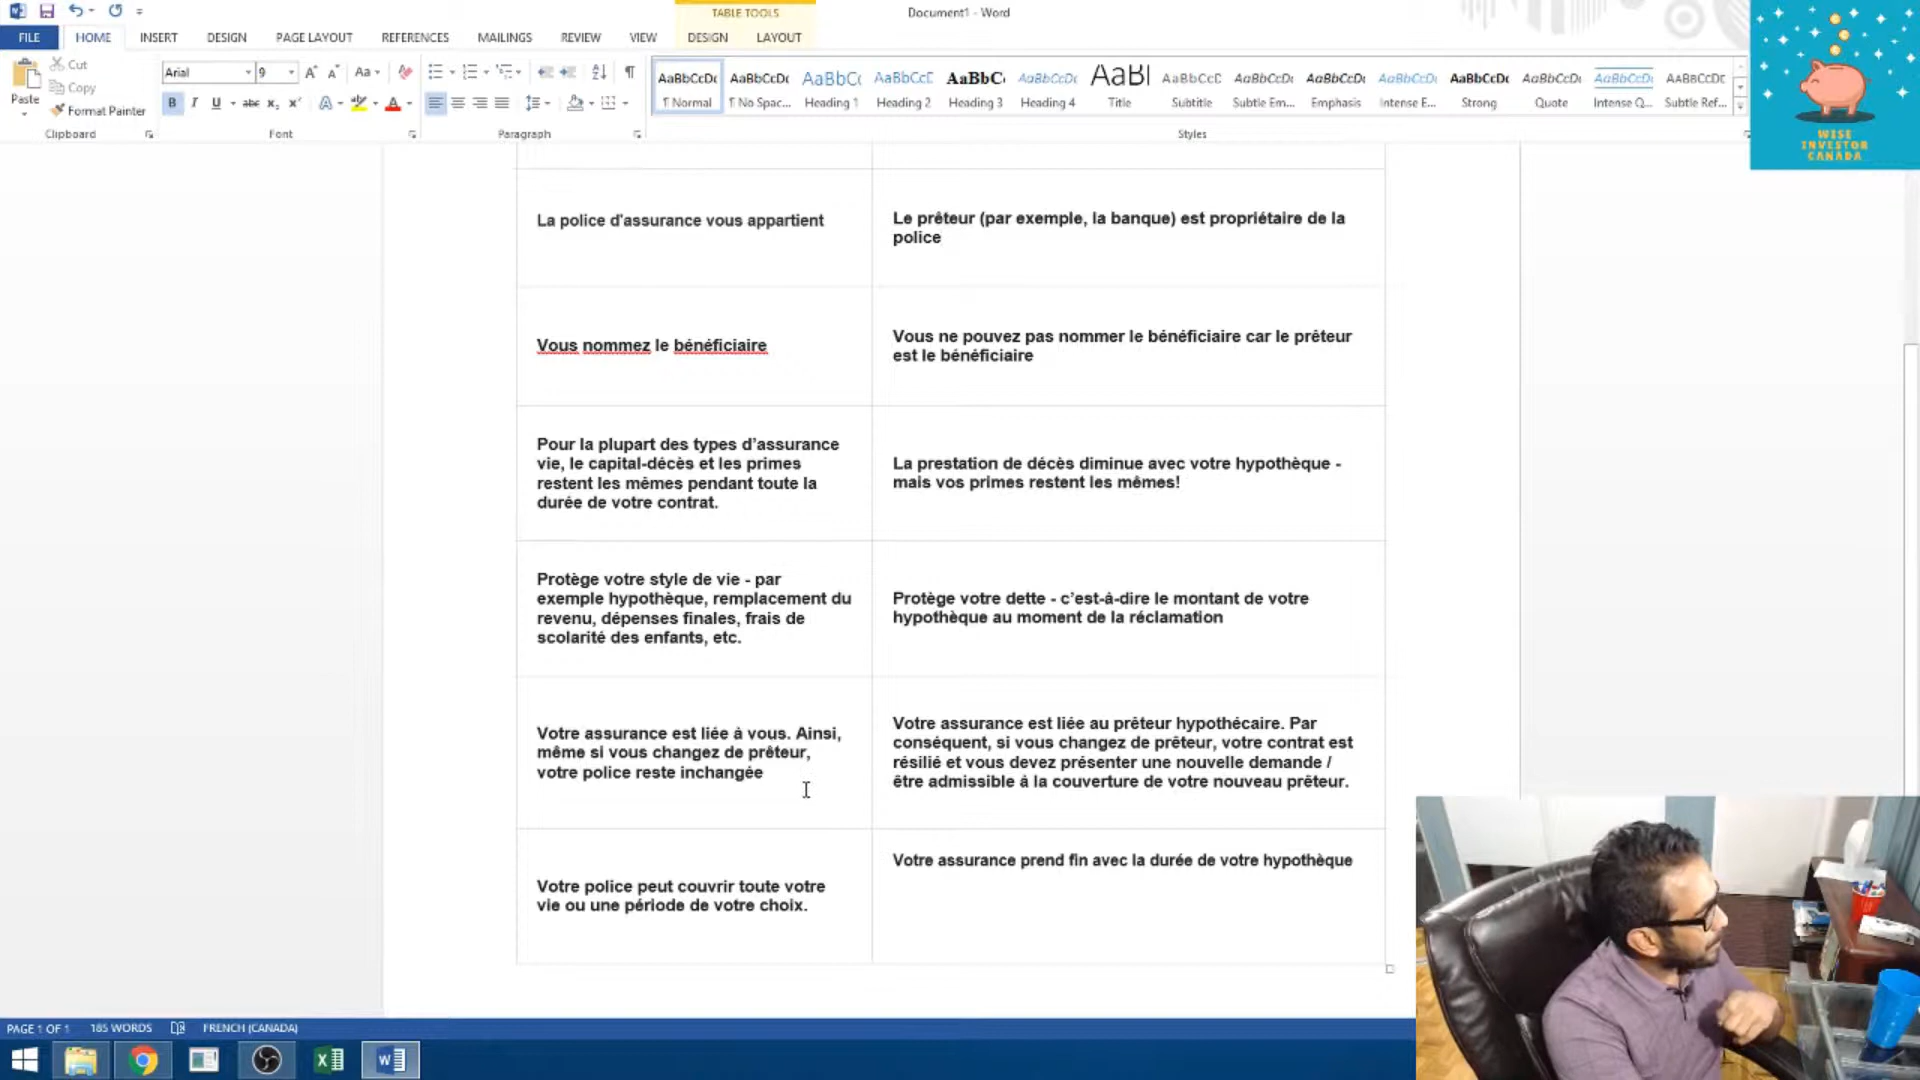 TABLE TOOLS
Document1 - Word
FILE
HOME
INSERT
DESIGN
PAGE LAYOUT
REFERENCES
MAILINGS
REVIEW
VIEW
DESIGN
LAYOUT
Paste
Cut
Copy
Format Painter
Clipboard
Arial
9
Font
Paragraph
AaBbCcDc
¶ Normal
AaBbCcDc
¶ No Spac...
AaBbCc
Heading 1
AaBbCcD
Heading 2
AaBbCc
Heading 3
AaBbCcDc
Heading 4
AaBl
Title
AaBbCcD
Subtitle
AaBbCcDc
Subtle Em...
AaBbCcDc
Emphasis
AaBbCcDc
Intense E...
AaBbCcDc
Strong
AaBbCcDc
Quote
AaBbCcDc
Intense Q...
AaBbCcDc
Subtle Ref...
Styles
WISE
INVESTOR
CANADA
La police d'assurance vous appartient
Le prêteur (par exemple, la banque) est propriétaire de la
police
Vous nommez le bénéficiaire
Vous ne pouvez pas nommer le bénéficiaire car le prêteur
est le bénéficiaire
Pour la plupart des types d’assurance
vie, le capital-décès et les primes
restent les mêmes pendant toute la
durée de votre contrat.
La prestation de décès diminue avec votre hypothèque -
mais vos primes restent les mêmes!
Protège votre style de vie - par
exemple hypothèque, remplacement du
revenu, dépenses finales, frais de
scolarité des enfants, etc.
Protège votre dette - c’est-à-dire le montant de votre
hypothèque au moment de la réclamation
Votre assurance est liée à vous. Ainsi,
même si vous changez de prêteur,
votre police reste inchangée
Votre assurance est liée au prêteur hypothécaire. Par
conséquent, si vous changez de prêteur, votre contrat est
résilié et vous devez présenter une nouvelle demande /
être admissible à la couverture de votre nouveau prêteur.
Votre police peut couvrir toute votre
vie ou une période de votre choix.
Votre assurance prend fin avec la durée de votre hypothèque
PAGE 1 OF 1
185 WORDS
FRENCH (CANADA)